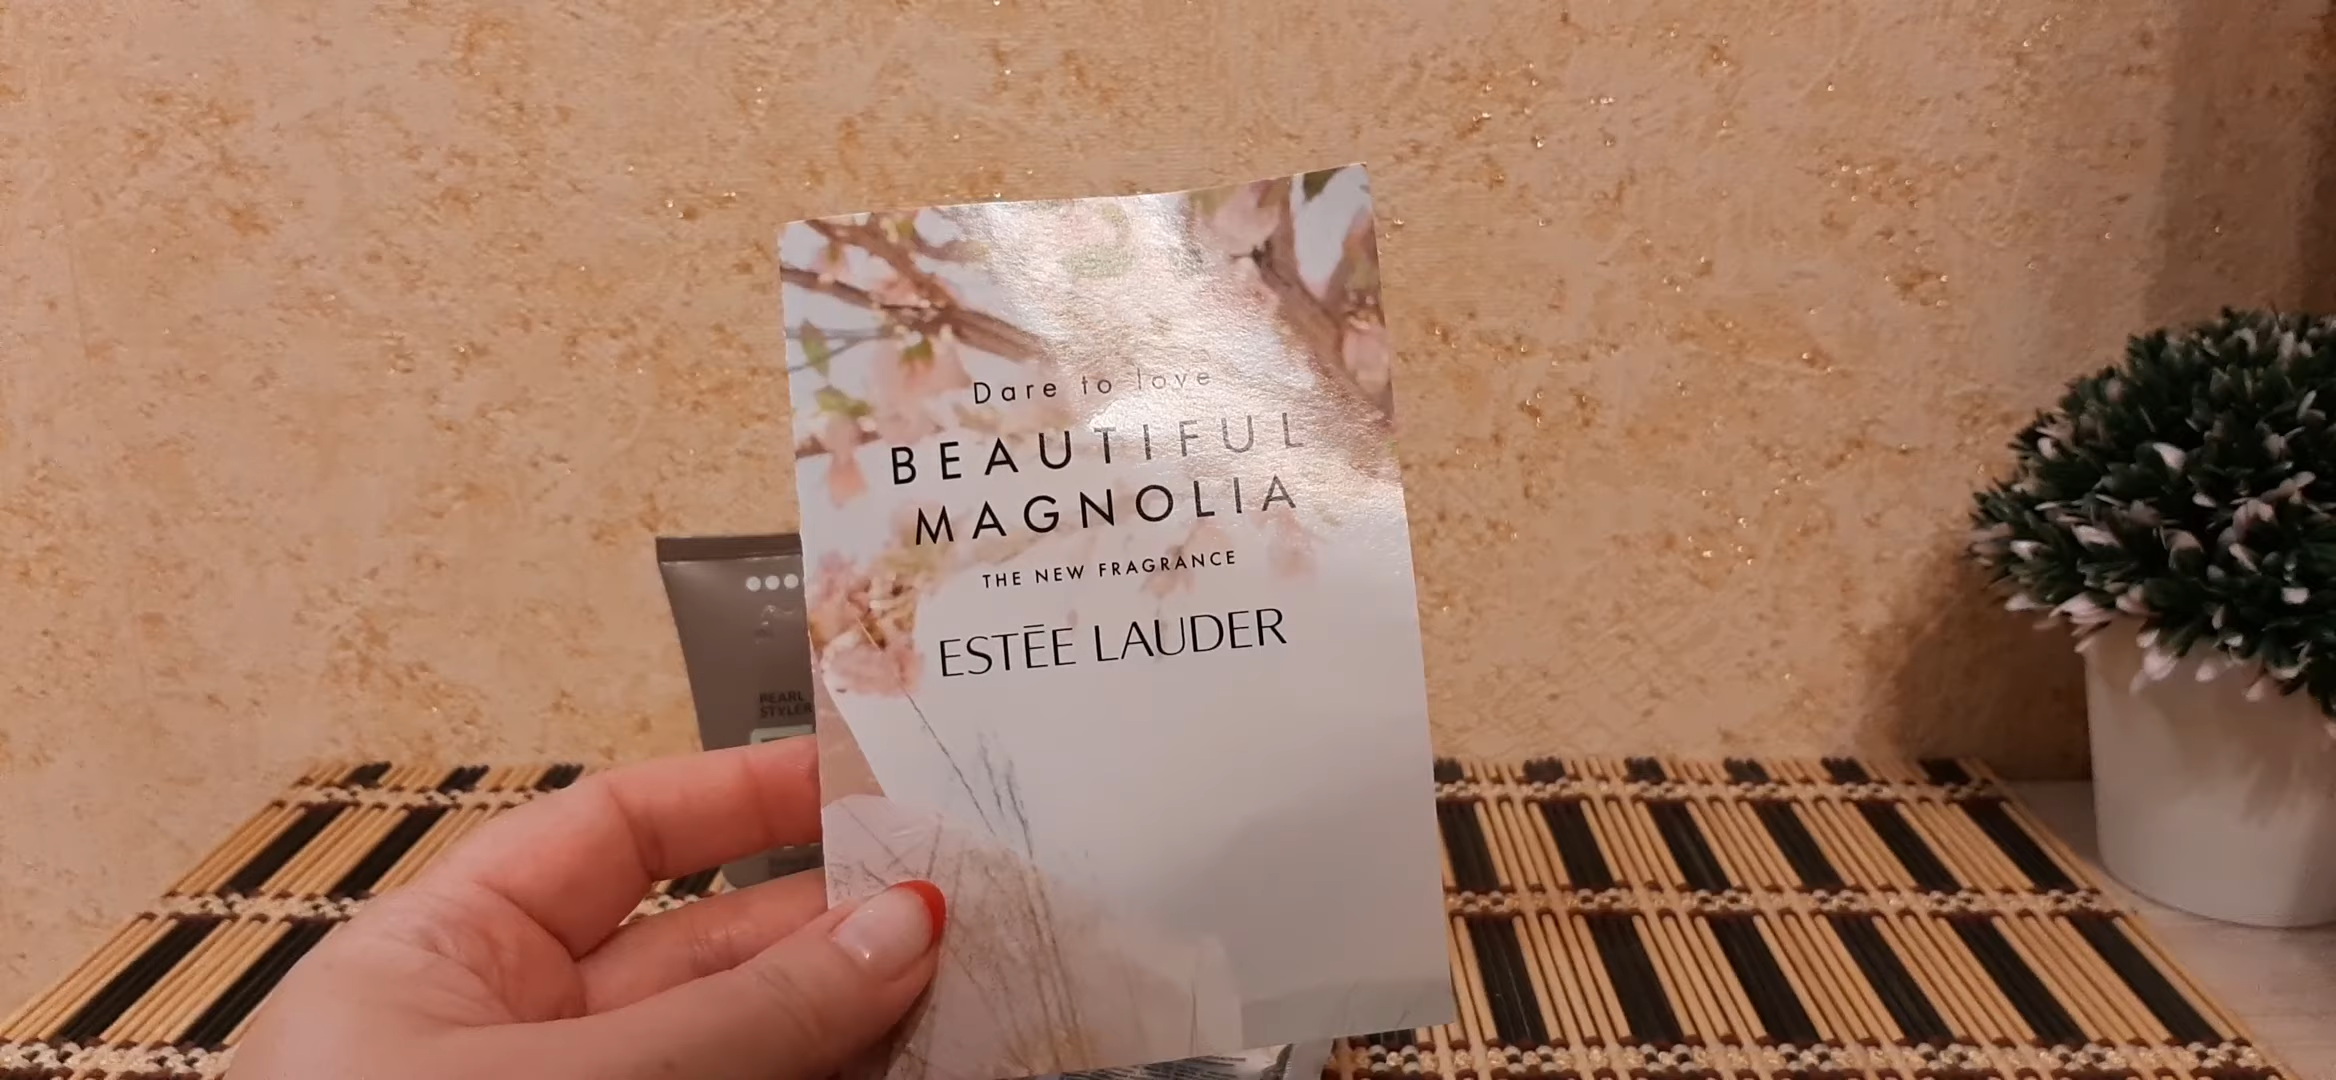 Dare to love
BEAUTIFUL
MAGNOLIA
THE NEW FRAGRANCE
ESTĒE LAUDER
PEARL
STYLER